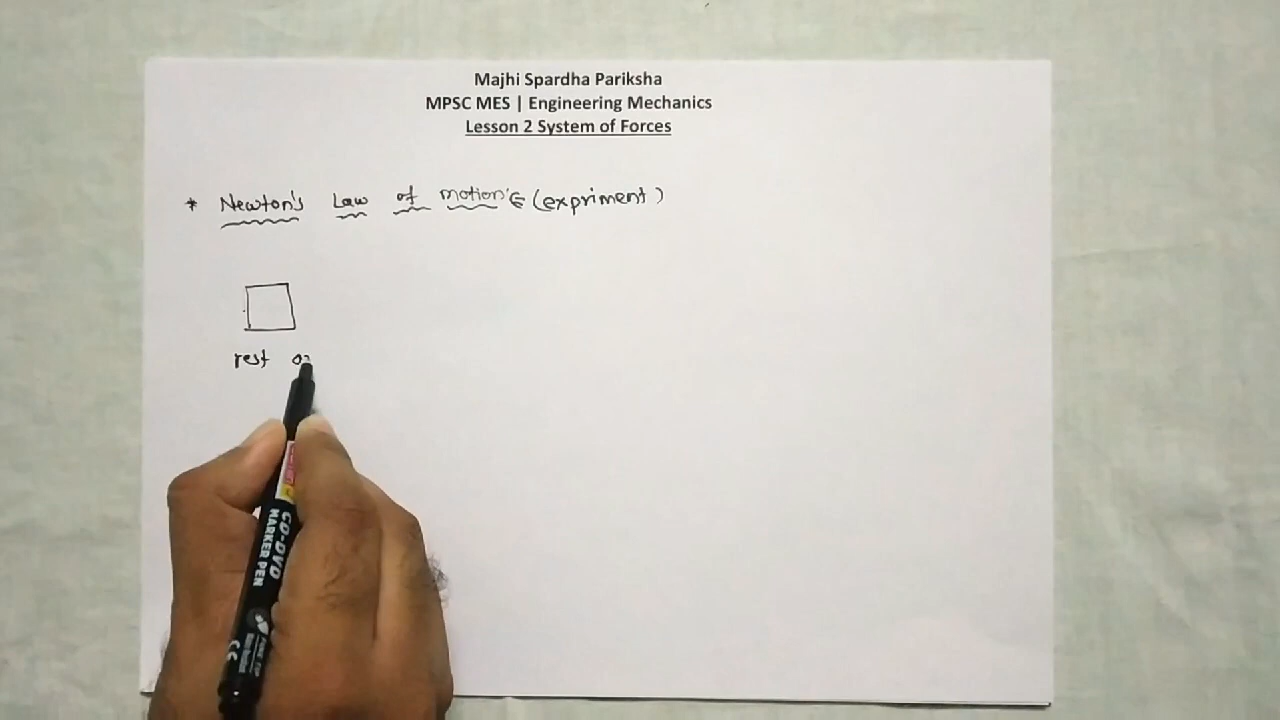 Majhi Spardha Pariksha
MPSC MES | Engineering Mechanics
Lesson 2 System of Forces
* Newton's Law of motion's (expriment)
rest
CD-DVD
MARKER PEN